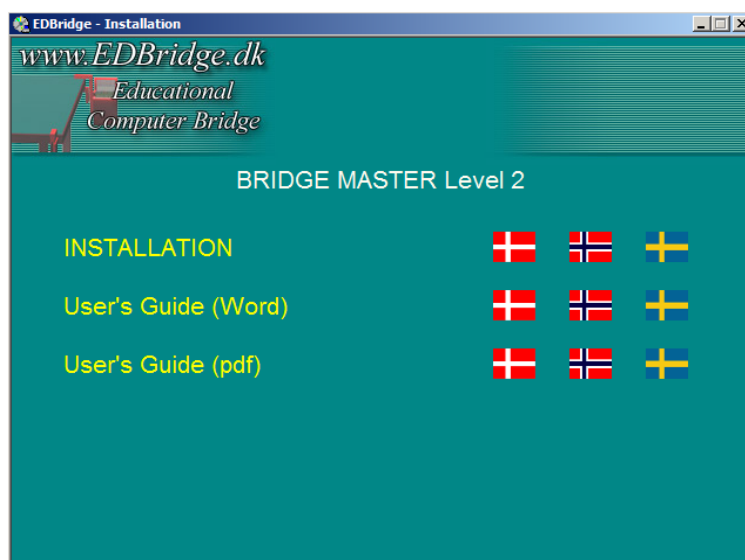 EDBridge - Installation
www.EDBridge.dk
Educational
Computer Bridge
BRIDGE MASTER Level 2
INSTALLATION
User's Guide (Word)
User's Guide (pdf)